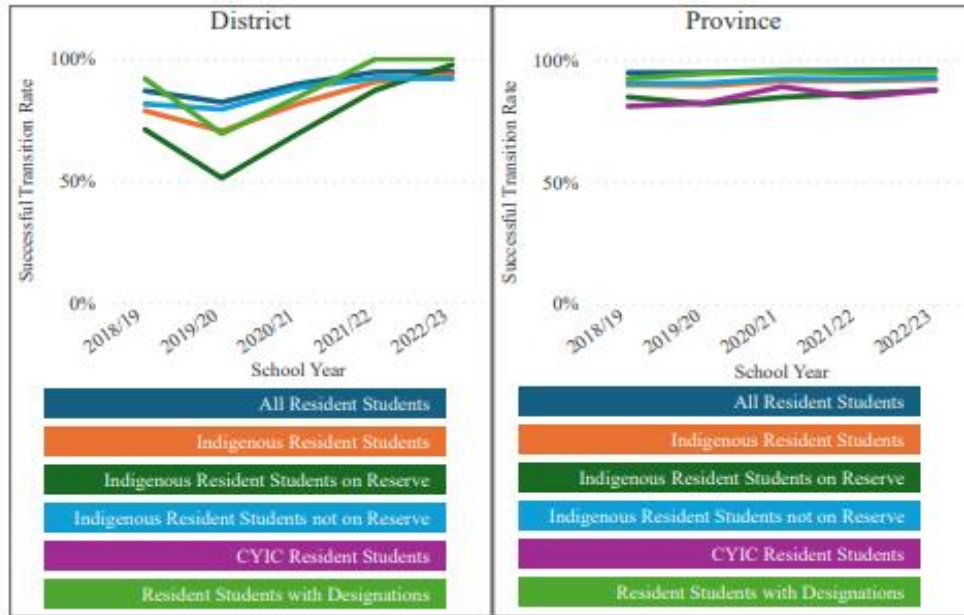 District
Successful Transition Rate
100%
50%
0%
2018/19
2019/20
2020/21
2021/22
2022/23
School Year
All Resident Students
Indigenous Resident Students
Indigenous Resident Students on Reserve
Indigenous Resident Students not on Reserve
CYIC Resident Students
Resident Students with Designations
Province
Successful Transition Rate
100%
50%
0%
2018/19
2019/20
2020/21
2021/22
2022/23
School Year
All Resident Students
Indigenous Resident Students
Indigenous Resident Students on Reserve
Indigenous Resident Students not on Reserve
CYIC Resident Students
Resident Students with Designations